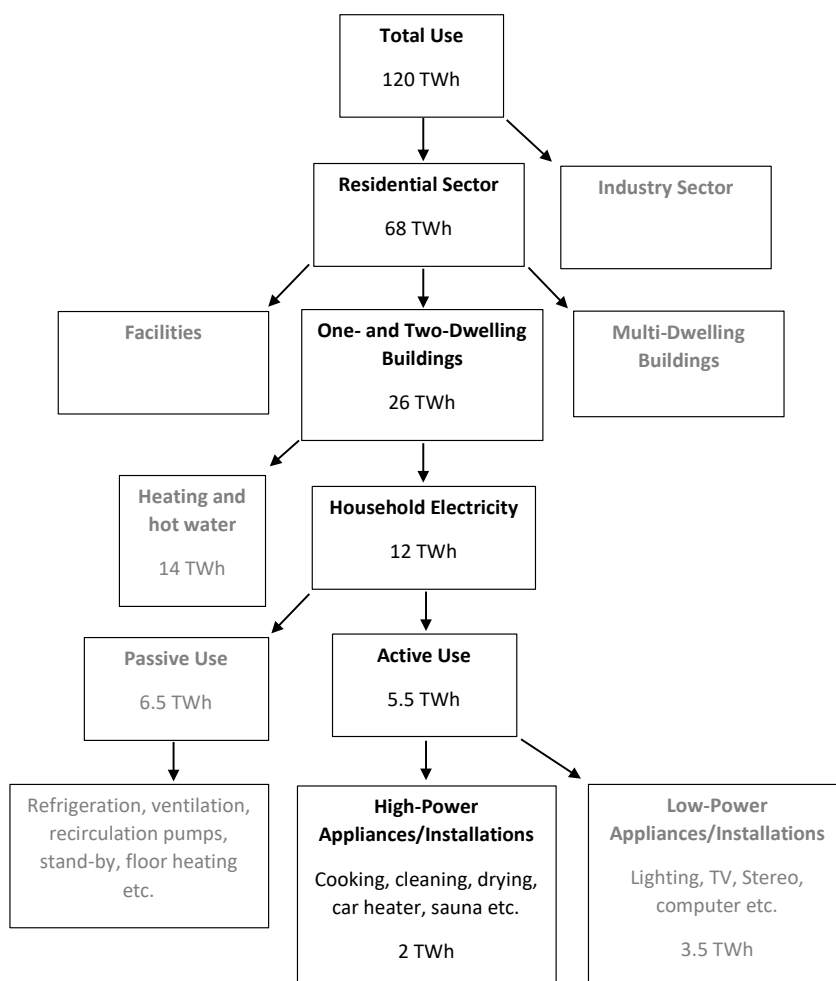 Total Use
120 TWh
Residential Sector
68 TWh
Industry Sector
Facilities
One- and Two-Dwelling
Buildings
26 TWh
Multi-Dwelling
Buildings
Heating and
hot water
14 TWh
Household Electricity
12 TWh
Passive Use
6.5 TWh
Active Use
5.5 TWh
Refrigeration, ventilation,
recirculation pumps,
stand-by, floor heating
etc.
High-Power
Appliances/Installations
Cooking, cleaning, drying,
car heater, sauna etc.
2 TWh
Low-Power
Appliances/Installations
Lighting, TV, Stereo,
computer etc.
3.5 TWh